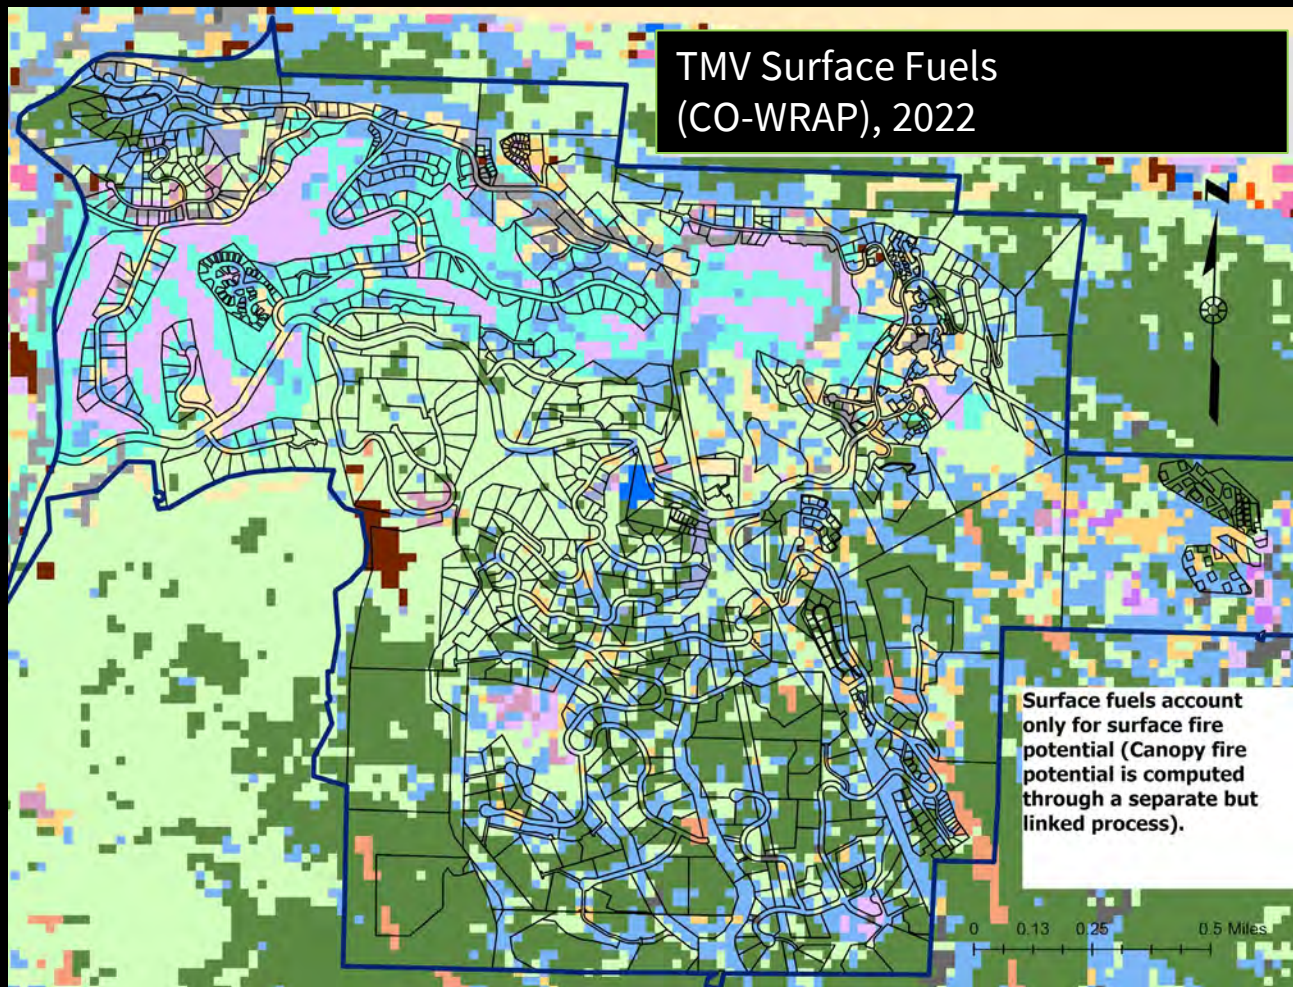 TMV Surface Fuels
(CO-WRAP), 2022
N
Surface fuels account
only for surface fire
potential (Canopy fire
potential is computed
through a separate but
linked process).
0 0.13 0.25 0.5 Miles